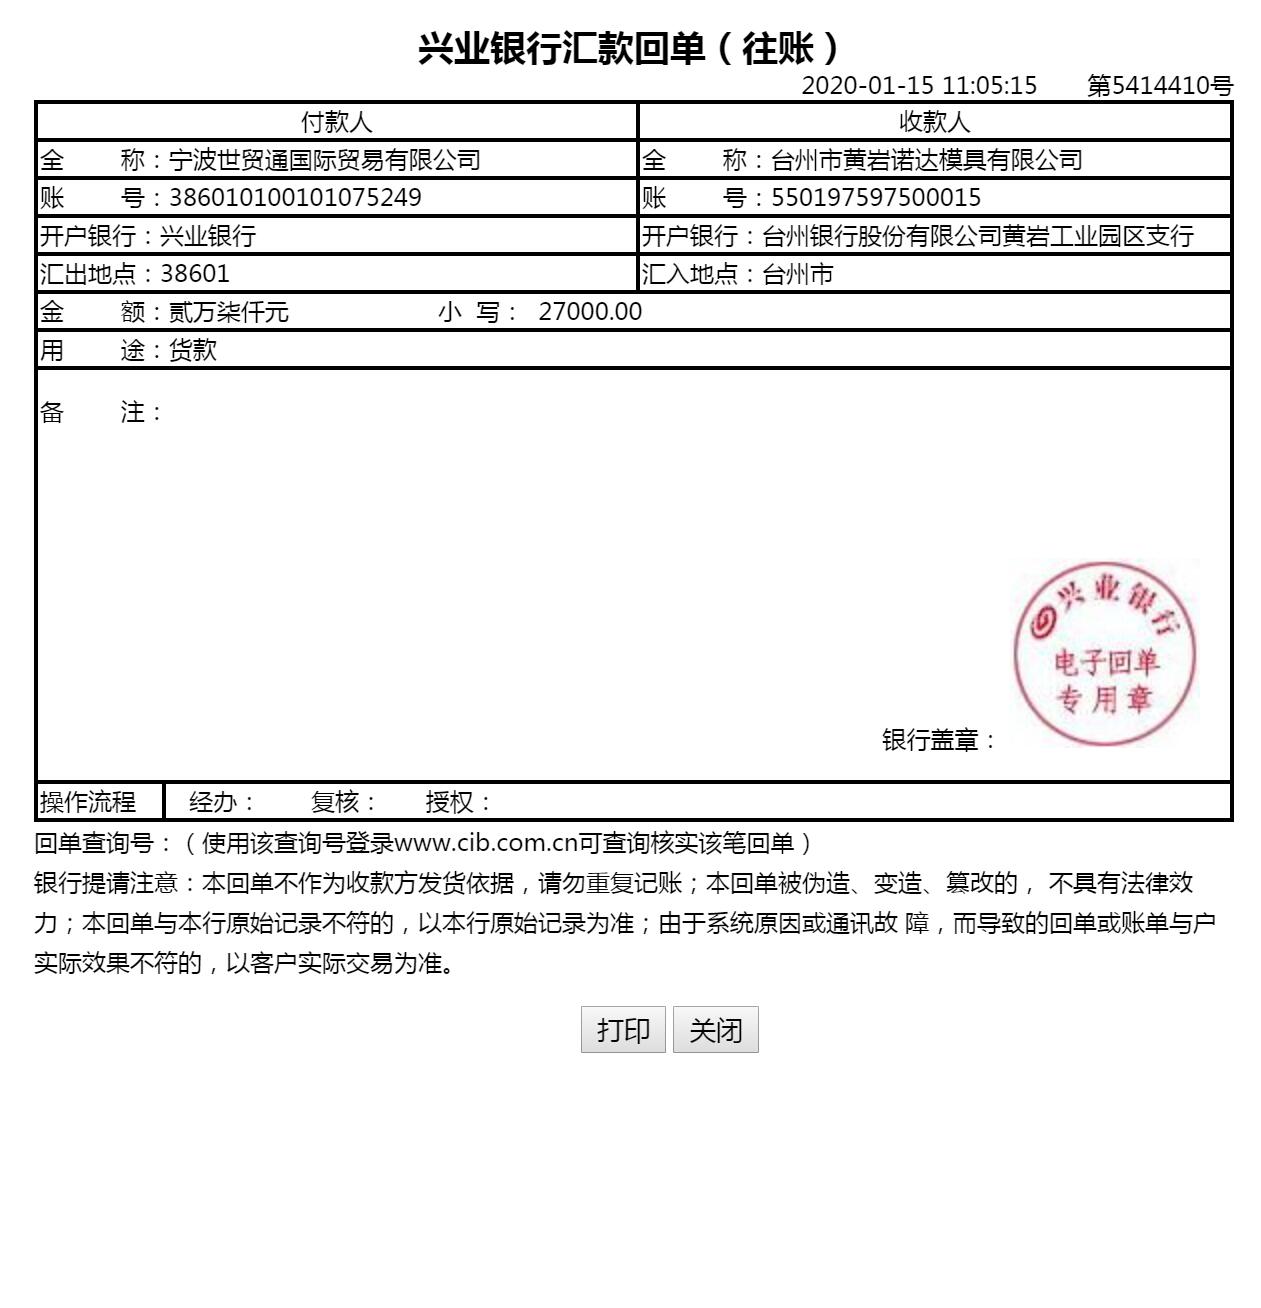 兴业银行汇款回单（往账）
2020-01-15 11:05:15 第5414410号
付款人 收款人
全 称：宁波世贸通国际贸易有限公司 全 称：台州市黄岩诺达模具有限公司
账 号：386010100101075249 账 号：550197597500015
开户银行：兴业银行 开户银行：台州银行股份有限公司黄岩工业园区支行
汇出地点：38601 汇入地点：台州市
金 额：贰万柒仟元 小 写： 27000.00
用 途：货款
备 注：
兴业银行
电子回单
专用章
银行盖章：
操作流程 经办： 复核： 授权：
回单查询号：（使用该查询号登录www.cib.com.cn可查询核实该笔回单）
银行提请注意：本回单不作为收款方发货依据，请勿重复记账；本回单被伪造、变造、篡改的， 不具有法律效
力；本回单与本行原始记录不符的，以本行原始记录为准；由于系统原因或通讯故 障，而导致的回单或账单与户
实际效果不符的，以客户实际交易为准。
打印 关闭